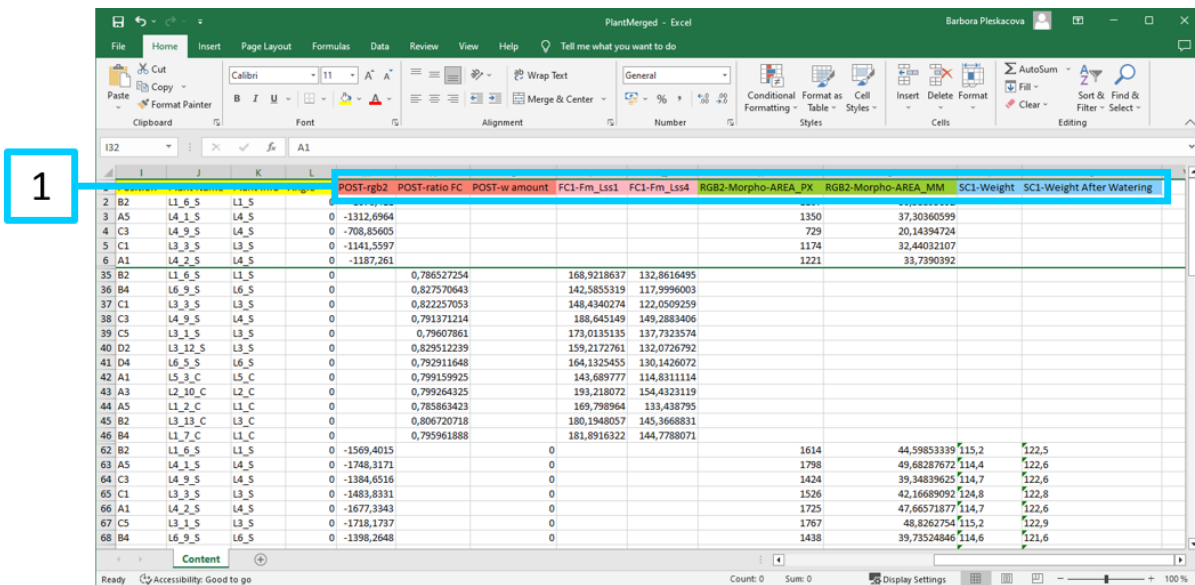 PlantMerged - Excel
Barbora Pleskacova
File Home Insert Page Layout Formulas Data Review View Help Tell me what you want to do
Paste
Cut
Copy
Format Painter
Clipboard
Calibri 11
B I U
Font
Wrap Text
Merge & Center
Alignment
General
Number
Conditional Formatting
Format as Table
Cell Styles
Styles
Insert Delete Format
Cells
AutoSum
Fill
Clear
Sort & Filter
Find & Select
Editing
I32 fx A1
1
I J K L
POST-rgb2 POST-ratio FC POST-w amount FC1-Fm_Lss1 FC1-Fm_Lss4 RGB2-Morpho-AREA_PX RGB2-Morpho-AREA_MM SC1-Weight SC1-Weight After Watering
2 B2 L1_6_S L1_S 0
3 A5 L4_1_S L4_S 0 -1312,6964 1350 37,30360599
4 C3 L4_9_S L4_S 0 -708,85605 729 20,14394724
5 C1 L3_3_S L3_S 0 -1141,5597 1174 32,44032107
6 A1 L4_2_S L4_S 0 -1187,261 1221 33,7390392
35 B2 L1_6_S L1_S 0 0,786527254 168,9218637 132,8616495
36 B4 L6_9_S L6_S 0 0,827570643 142,5855319 117,9996003
37 C1 L3_3_S L3_S 0 0,822257053 148,4340274 122,0509259
38 C3 L4_9_S L4_S 0 0,791371214 188,645149 149,2883406
39 C5 L3_1_S L3_S 0 0,79607861 173,0135135 137,7323574
40 D2 L3_12_S L3_S 0 0,829512239 159,2172761 132,0726792
41 D4 L6_5_S L6_S 0 0,792911648 164,1325455 130,1426072
42 A1 L5_3_C L5_C 0 0,799159925 143,689777 114,8311114
43 A3 L2_10_C L2_C 0 0,799264325 193,218072 154,4323119
44 A5 L1_2_C L1_C 0 0,785863423 169,798964 133,438795
45 B2 L3_13_C L3_C 0 0,806720718 180,1948057 145,3668831
46 B4 L1_7_C L1_C 0 0,795961888 181,8916322 144,7788071
62 B2 L1_6_S L1_S 0 -1569,4015 0 1614 44,59853339 115,2 122,5
63 A5 L4_1_S L4_S 0 -1748,3171 0 1798 49,68287672 114,4 122,6
64 C3 L4_9_S L4_S 0 -1384,6516 0 1424 39,34839625 114,7 122,6
65 C1 L3_3_S L3_S 0 -1483,8331 0 1526 42,16689092 124,8 122,8
66 A1 L4_2_S L4_S 0 -1677,3343 0 1725 47,66571877 114,7 122,6
67 C5 L3_1_S L3_S 0 -1718,1737 0 1767 48,8262754 115,2 122,9
68 B4 L6_9_S L6_S 0 -1398,2648 0 1438 39,73524846 114,6 121,6
Content
Ready Accessibility: Good to go Count: 0 Sum: 0 Display Settings 100 %